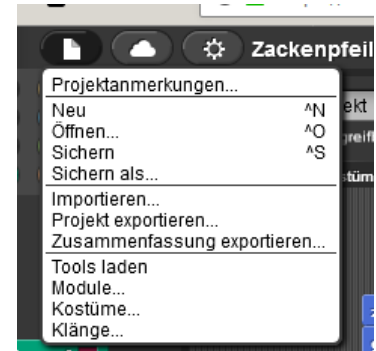 Zackenpfeil
Projektanmerkungen...
Neu ^N
Öffnen... ^O
Sichern ^S
Sichern als...
Importieren...
Projekt exportieren...
Zusammenfassung exportieren...
Tools laden
Module...
Kostüme...
Klänge...